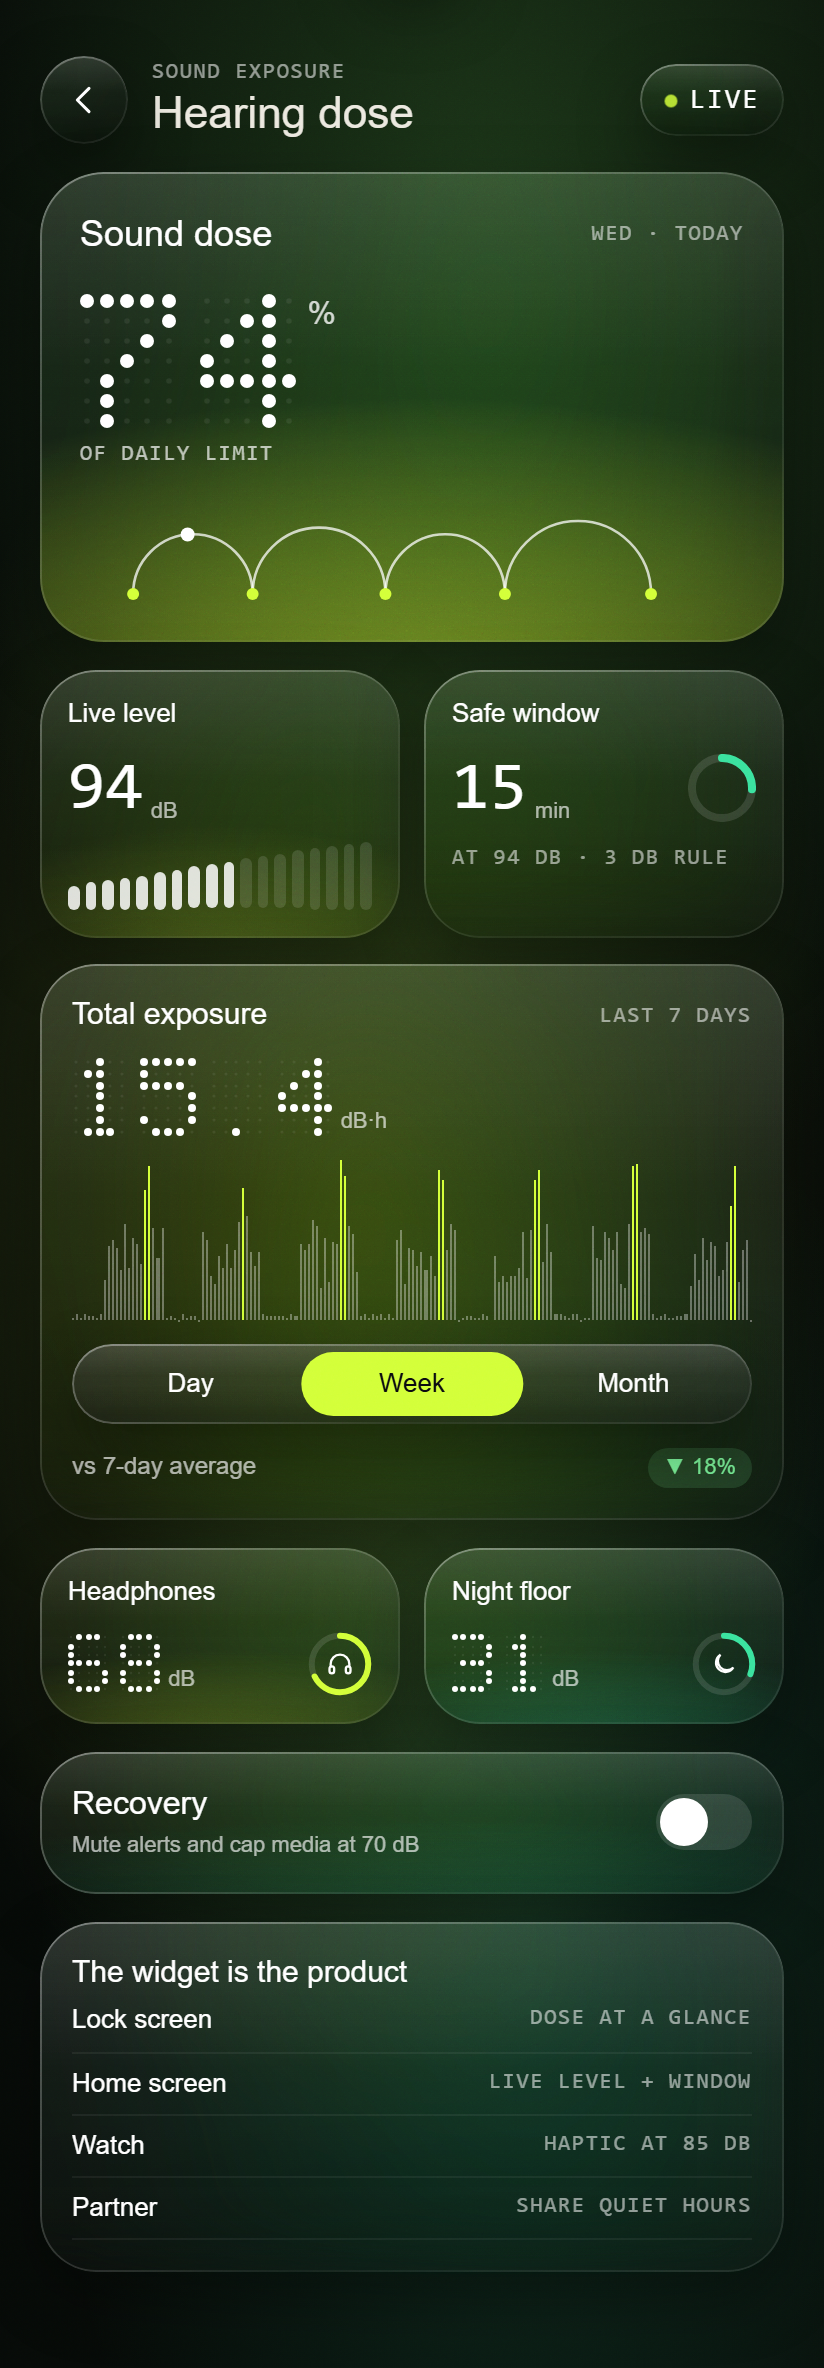 SOUND EXPOSURE
Hearing dose
LIVE
Sound dose
WED · TODAY
74 %
OF DAILY LIMIT
Live level
94 dB
Safe window
15 min
AT 94 DB · 3 DB RULE
Total exposure
LAST 7 DAYS
15.4 dB·h
Day
Week
Month
vs 7-day average
▼ 18%
Headphones
68 dB
Night floor
31 dB
Recovery
Mute alerts and cap media at 70 dB
The widget is the product
Lock screen
DOSE AT A GLANCE
Home screen
LIVE LEVEL + WINDOW
Watch
HAPTIC AT 85 DB
Partner
SHARE QUIET HOURS